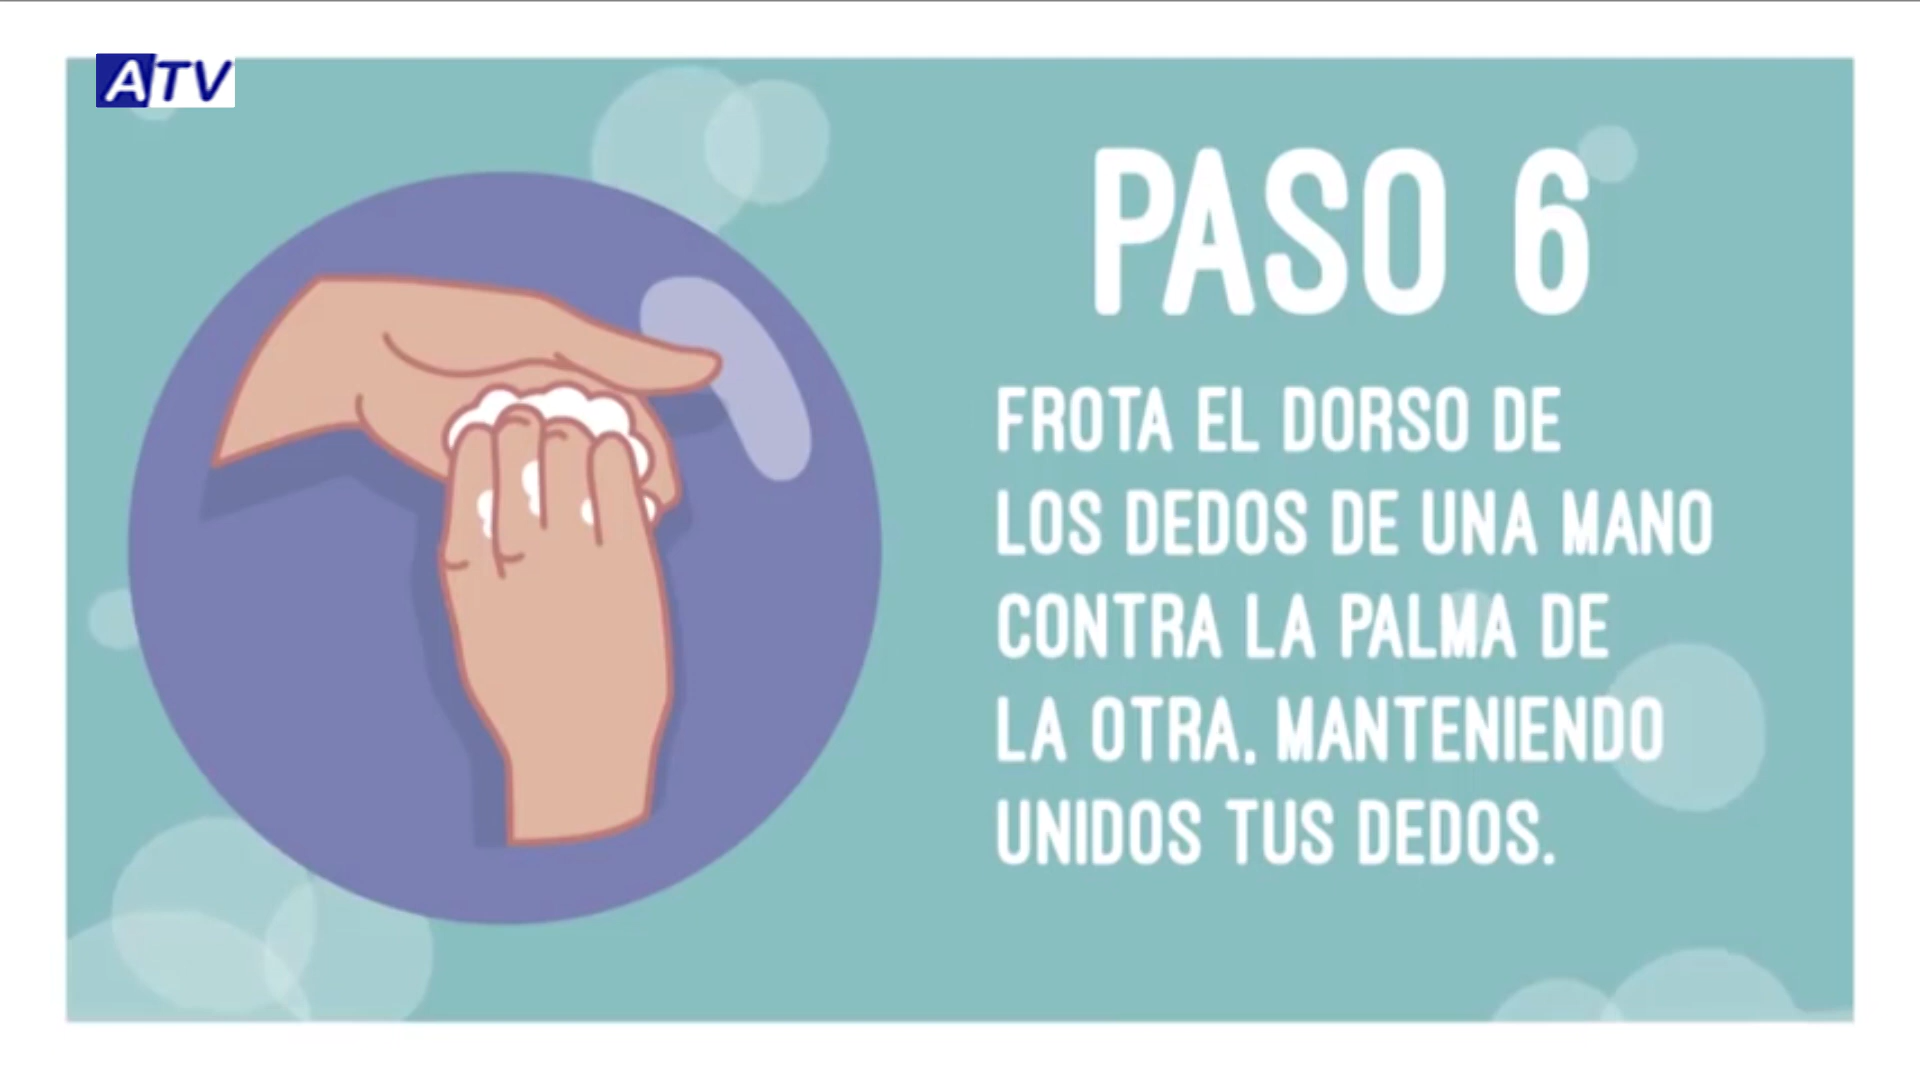 ATV
PASO 6
FROTA EL DORSO DE
LOS DEDOS DE UNA MANO
CONTRA LA PALMA DE
LA OTRA, MANTENIENDO
UNIDOS TUS DEDOS.